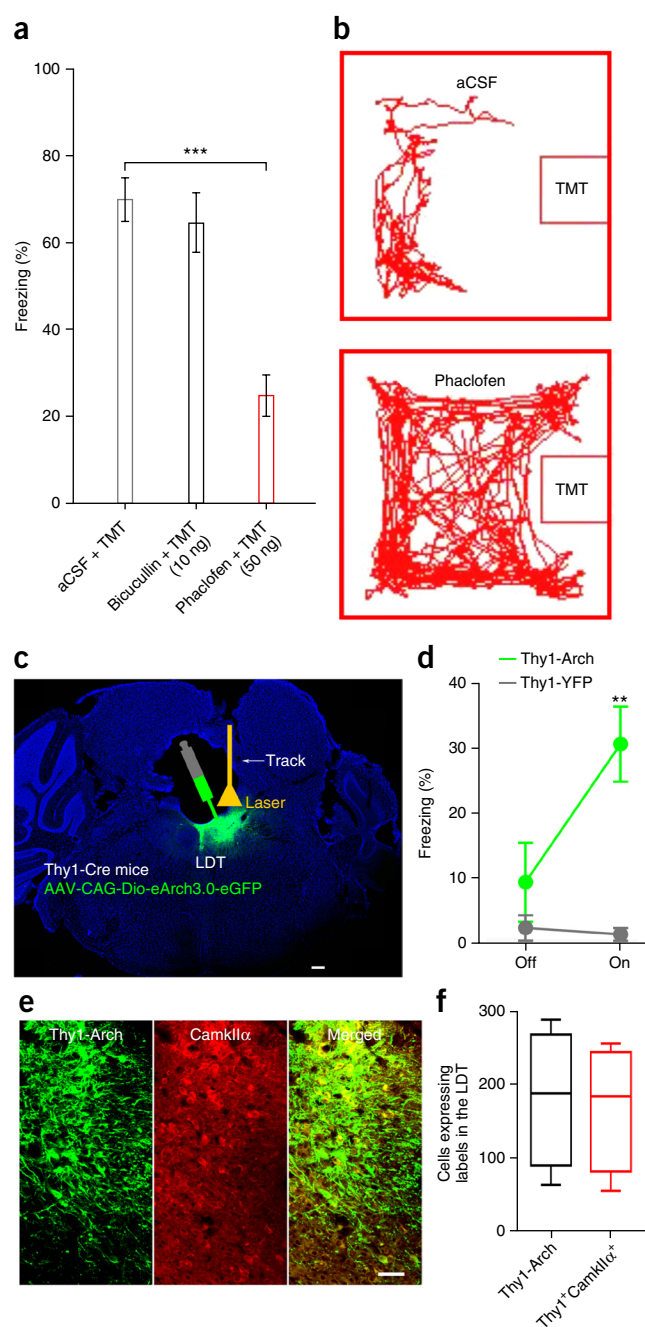 a
100
80
60
40
20
0
Freezing (%)
***
aCSF + TMT
Bicucullin + TMT
(10 ng)
Phaclofen + TMT
(50 ng)
b
aCSF
TMT
Phaclofen
TMT
c
Track
Laser
LDT
Thy1-Cre mice
AAV-CAG-Dio-eArch3.0-eGFP
d
Thy1-Arch
Thy1-YFP
40
30
20
10
0
Freezing (%)
**
Off
On
e
Thy1-Arch
CamkIIα
Merged
f
300
200
100
0
Cells expressing
labels in the LDT
Thy1-Arch
Thy1⁺CamkIIα⁺